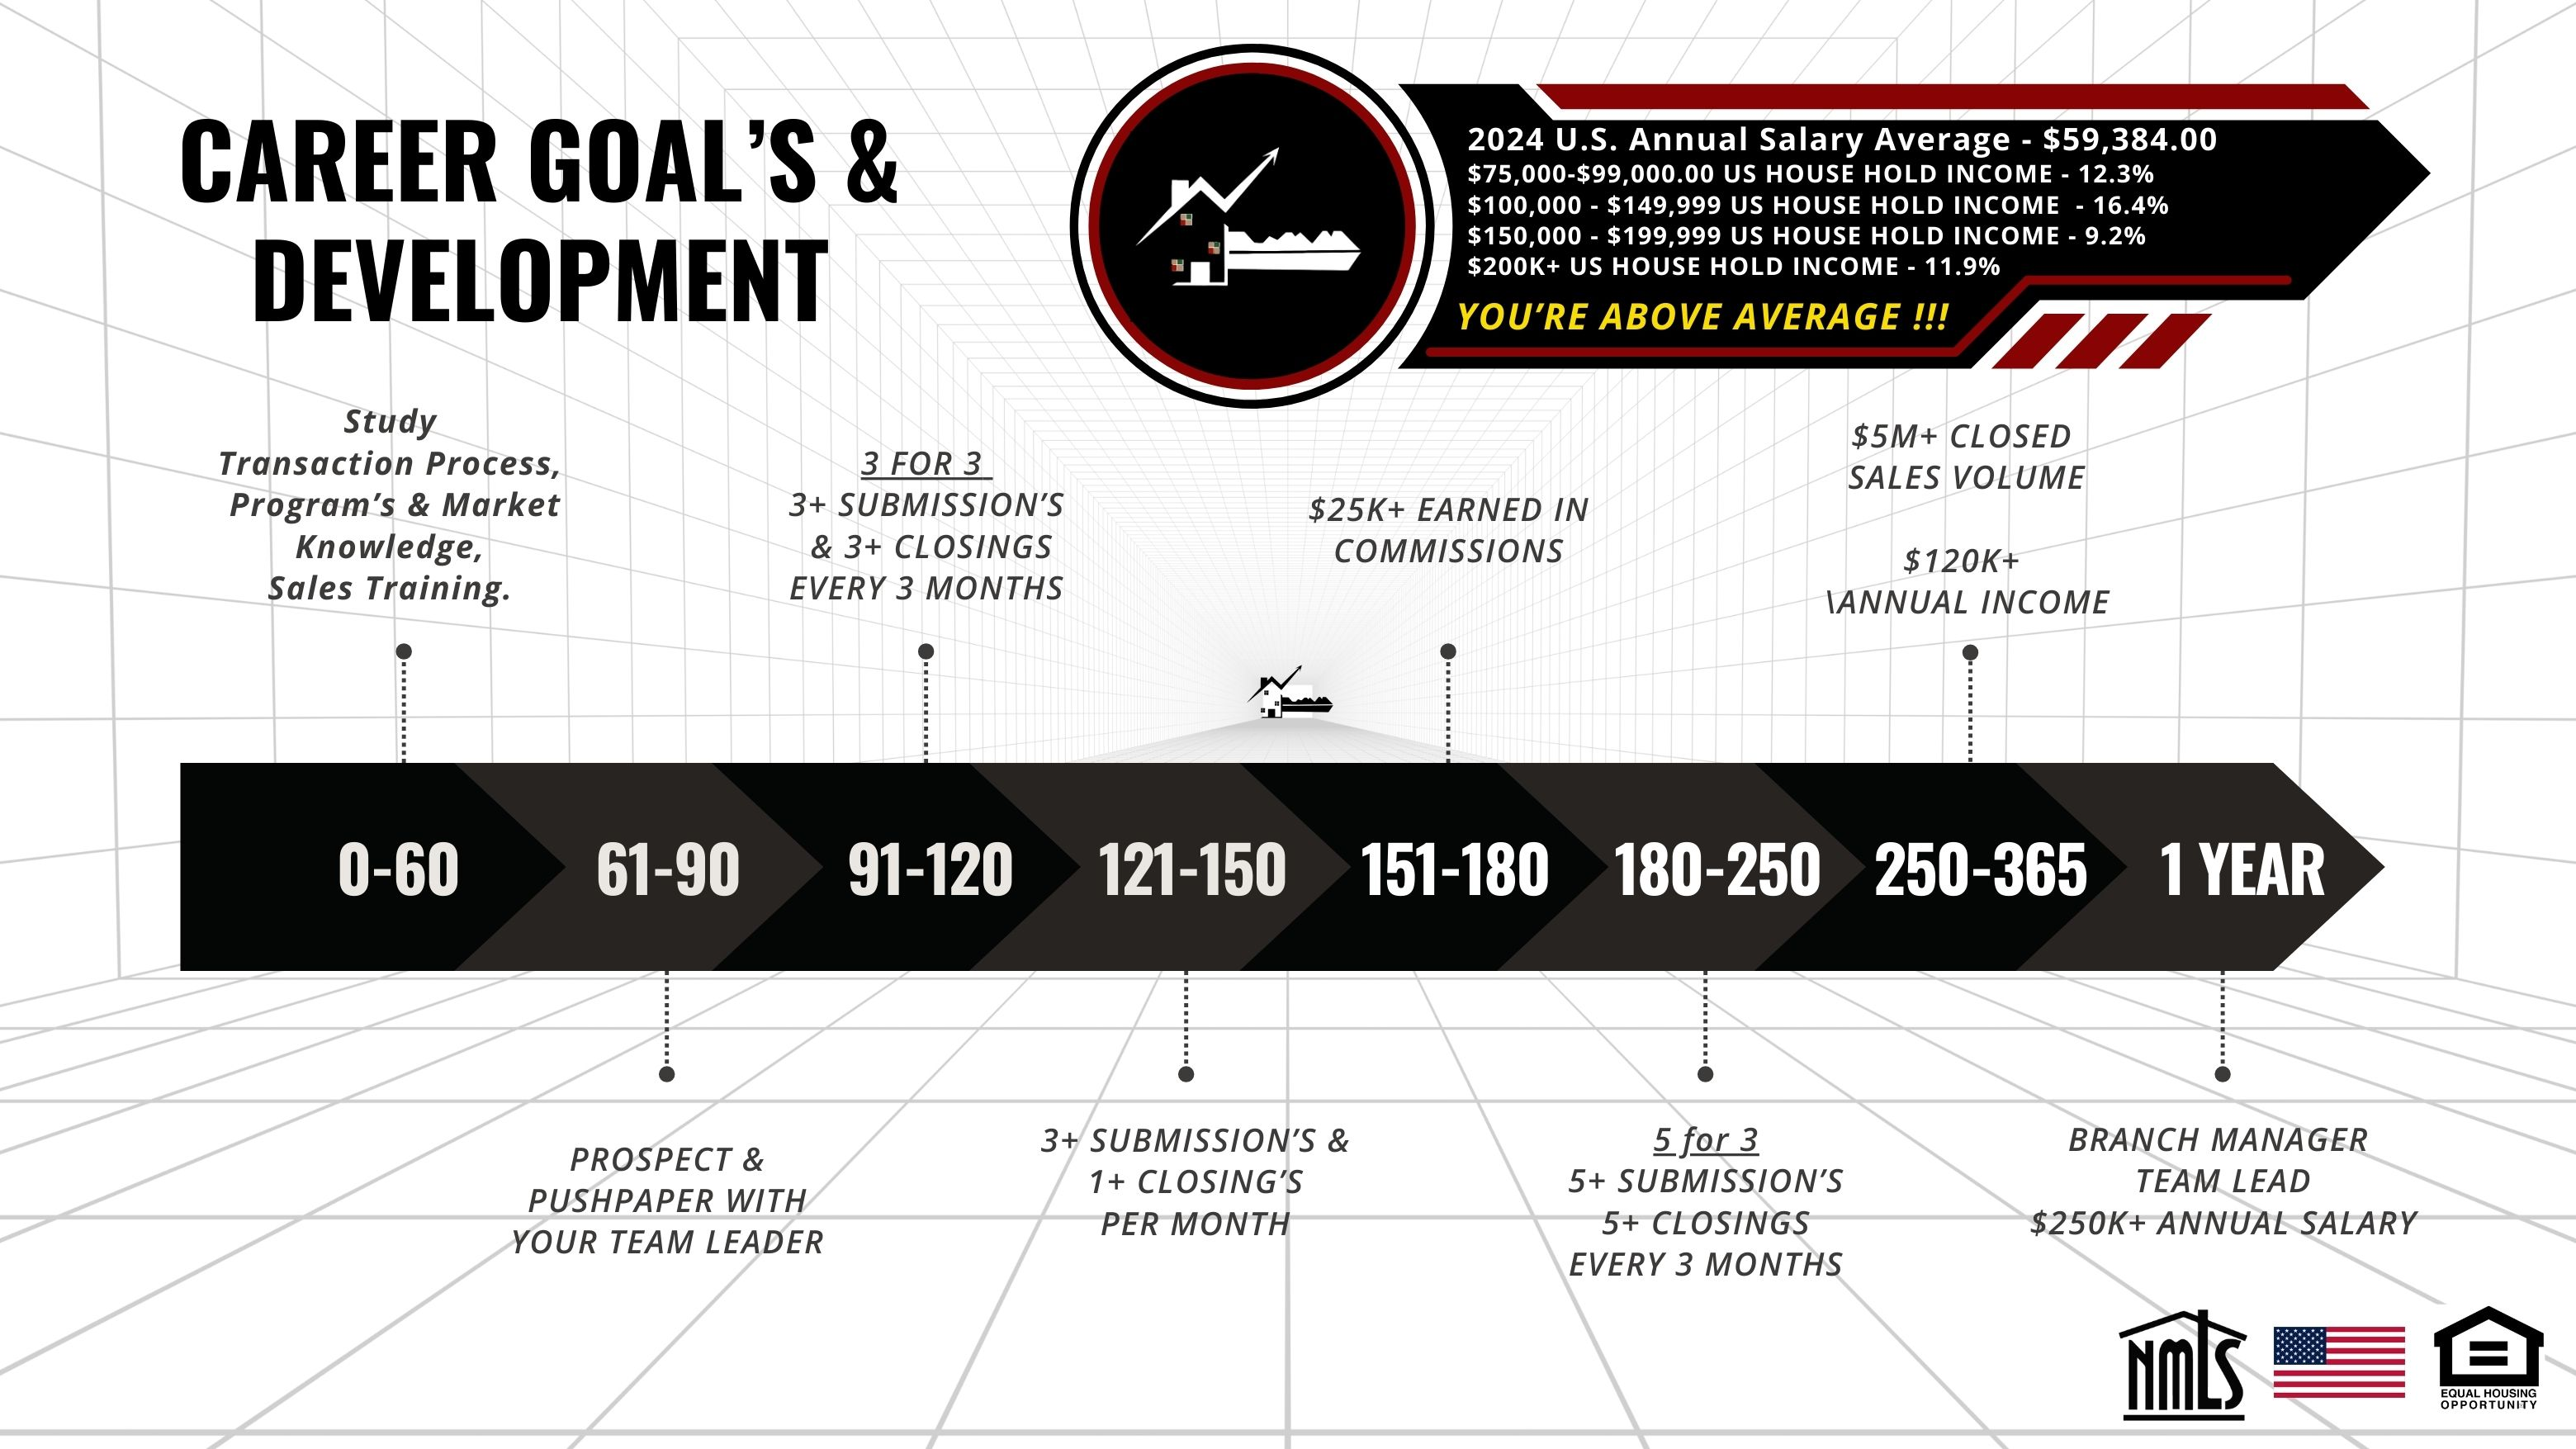 CAREER GOAL’S &
DEVELOPMENT
2024 U.S. Annual Salary Average - $59,384.00
$75,000-$99,000.00 US HOUSE HOLD INCOME - 12.3%
$100,000 - $149,999 US HOUSE HOLD INCOME  - 16.4%
$150,000 - $199,999 US HOUSE HOLD INCOME - 9.2%
$200K+ US HOUSE HOLD INCOME - 11.9%
YOU’RE ABOVE AVERAGE !!!
Study
Transaction Process,
Program’s & Market
Knowledge,
Sales Training.
3 FOR 3
3+ SUBMISSION’S
& 3+ CLOSINGS
EVERY 3 MONTHS
$25K+ EARNED IN
COMMISSIONS
$5M+ CLOSED
SALES VOLUME
$120K+
\ANNUAL INCOME
0-60
61-90
91-120
121-150
151-180
180-250
250-365
1 YEAR
PROSPECT &
PUSHPAPER WITH
YOUR TEAM LEADER
3+ SUBMISSION’S &
1+ CLOSING’S
PER MONTH
5 for 3
5+ SUBMISSION’S
5+ CLOSINGS
EVERY 3 MONTHS
BRANCH MANAGER
TEAM LEAD
$250K+ ANNUAL SALARY
NMLS
EQUAL HOUSING
OPPORTUNITY